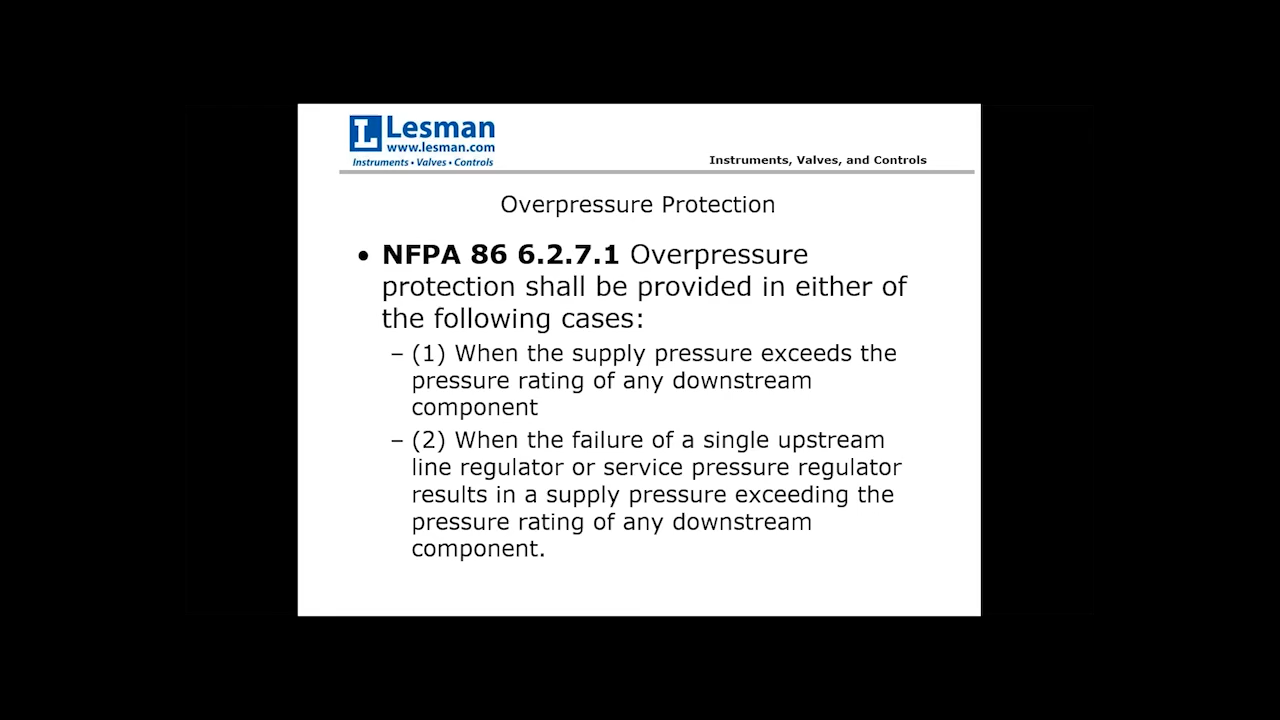 L Lesman
www.lesman.com
Instruments • Valves • Controls
Instruments, Valves, and Controls
Overpressure Protection
• NFPA 86 6.2.7.1 Overpressure
protection shall be provided in either of
the following cases:
– (1) When the supply pressure exceeds the
pressure rating of any downstream
component
– (2) When the failure of a single upstream
line regulator or service pressure regulator
results in a supply pressure exceeding the
pressure rating of any downstream
component.